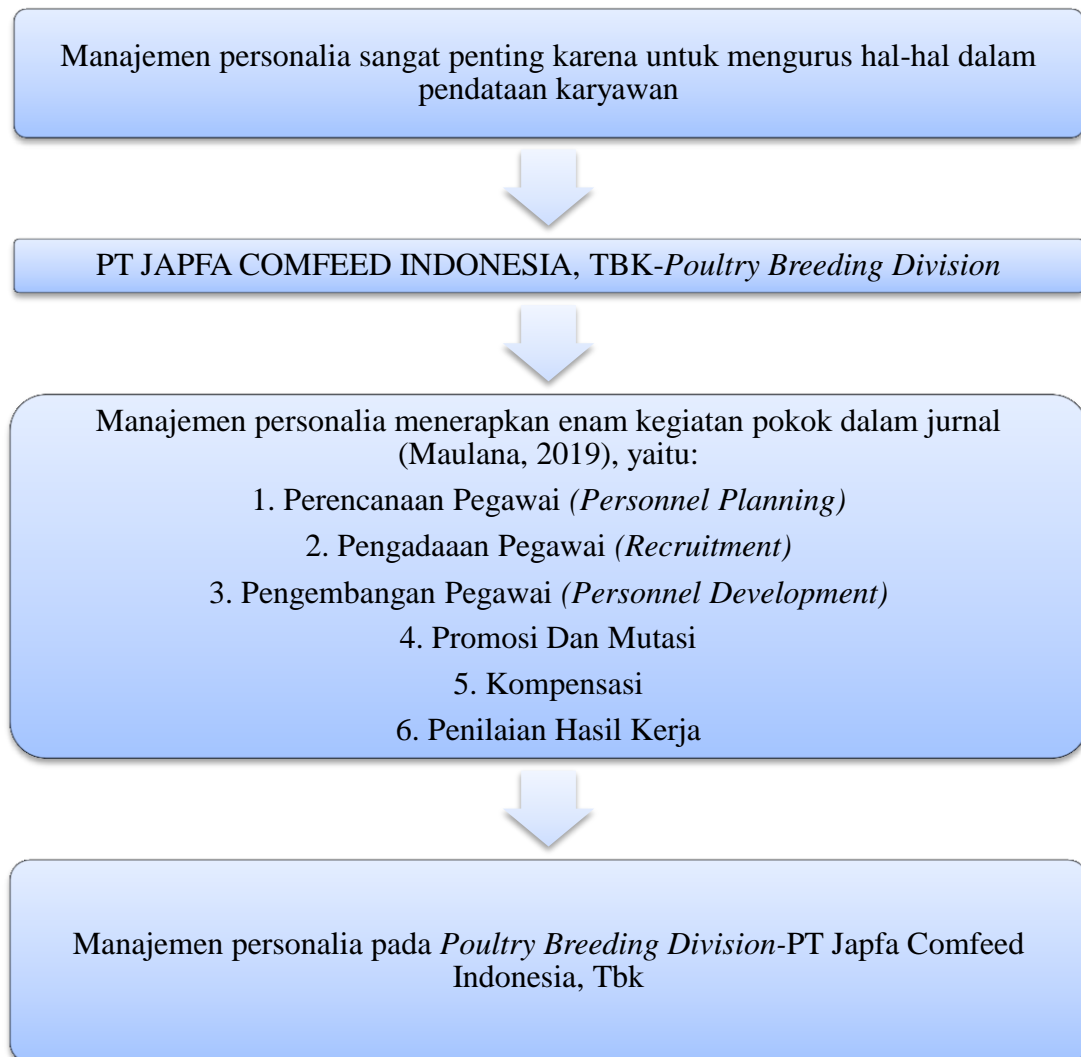 Manajemen personalia sangat penting karena untuk mengurus hal-hal dalam
pendataan karyawan
PT JAPFA COMFEED INDONESIA, TBK-Poultry Breeding Division
Manajemen personalia menerapkan enam kegiatan pokok dalam jurnal
(Maulana, 2019), yaitu:
1. Perencanaan Pegawai (Personnel Planning)
2. Pengadaaan Pegawai (Recruitment)
3. Pengembangan Pegawai (Personnel Development)
4. Promosi Dan Mutasi
5. Kompensasi
6. Penilaian Hasil Kerja
Manajemen personalia pada Poultry Breeding Division-PT Japfa Comfeed
Indonesia, Tbk